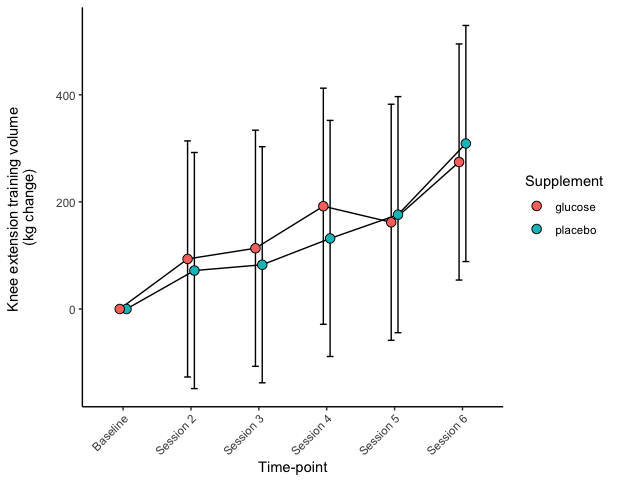 Knee extension training volume
(kg change)
400
200
0
Baseline
Session 2
Session 3
Session 4
Session 5
Session 6
Time-point
Supplement
glucose
placebo